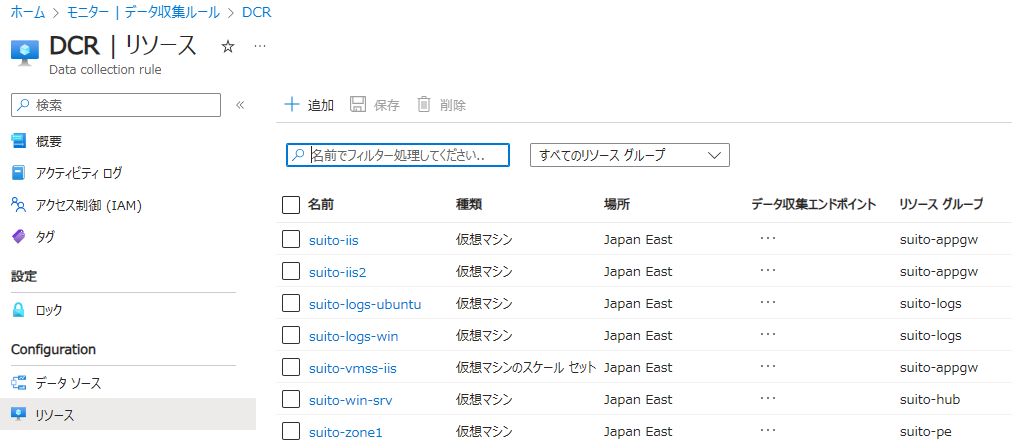 ホーム > モニター | データ収集ルール > DCR
DCR | リソース ☆ …
Data collection rule
検索 «
概要
アクティビティ ログ
アクセス制御 (IAM)
タグ
設定
ロック
Configuration
データ ソース
リソース
+ 追加 保存 削除
名前でフィルター処理してください.. すべてのリソース グループ
名前 種類 場所 データ収集エンドポイント リソース グループ
suito-iis 仮想マシン Japan East … suito-appgw
suito-iis2 仮想マシン Japan East … suito-appgw
suito-logs-ubuntu 仮想マシン Japan East … suito-logs
suito-logs-win 仮想マシン Japan East … suito-logs
suito-vmss-iis 仮想マシンのスケール セット Japan East … suito-appgw
suito-win-srv 仮想マシン Japan East … suito-hub
suito-zone1 仮想マシン Japan East … suito-pe